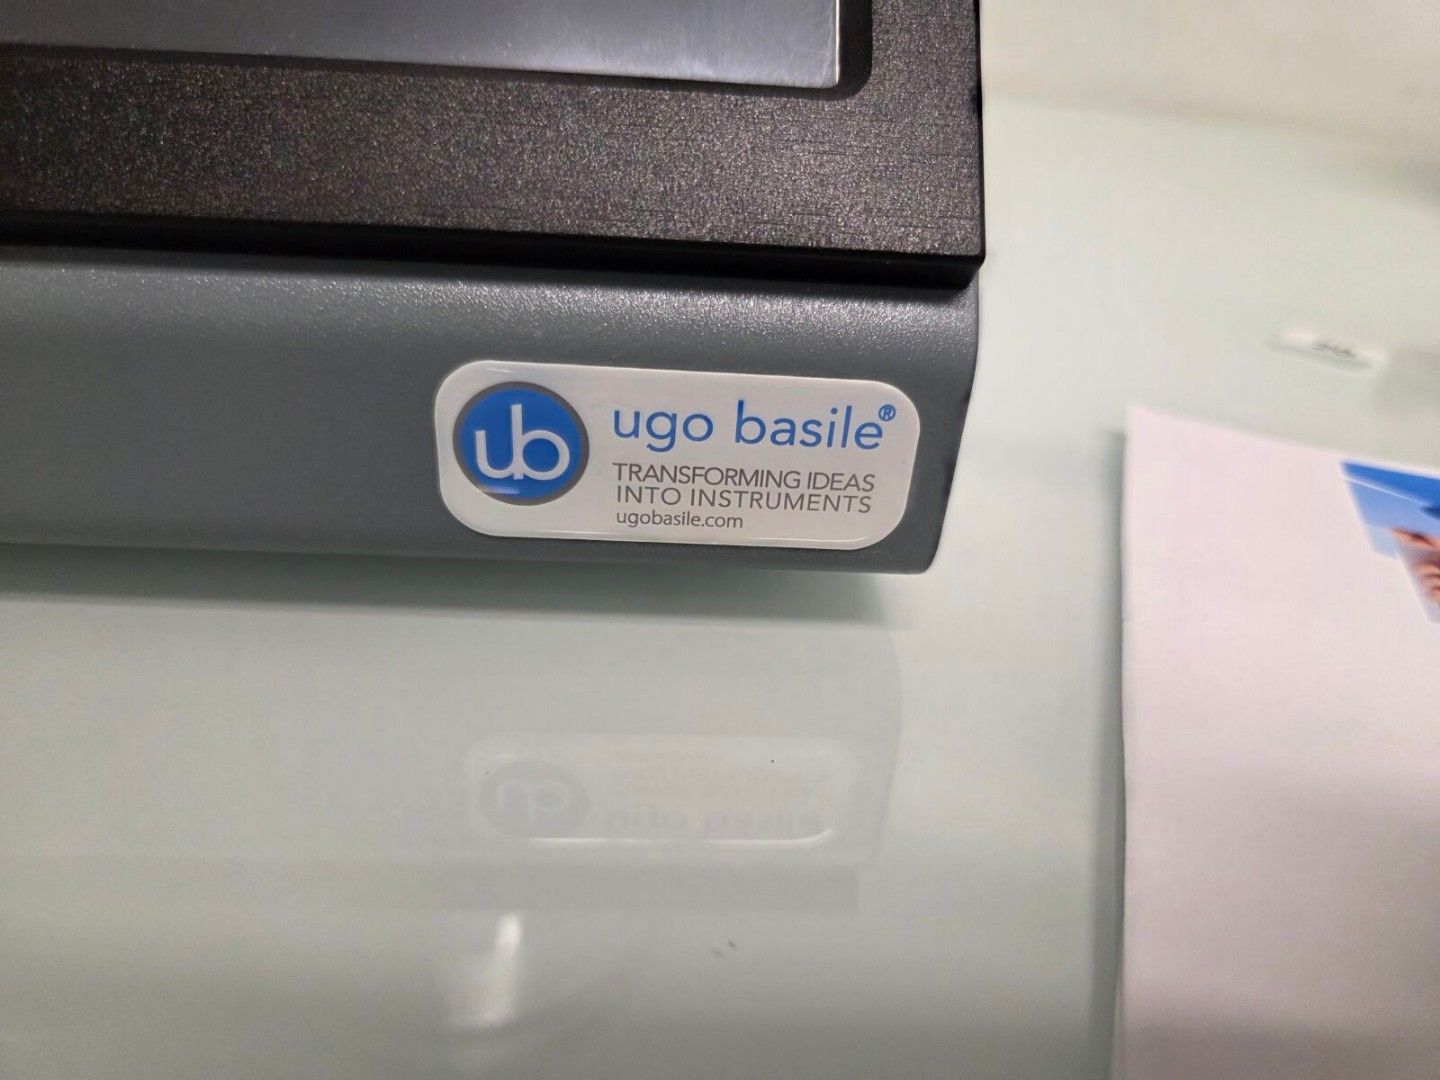 ub
ugo basile®
TRANSFORMING IDEAS
INTO INSTRUMENTS
ugobasile.com